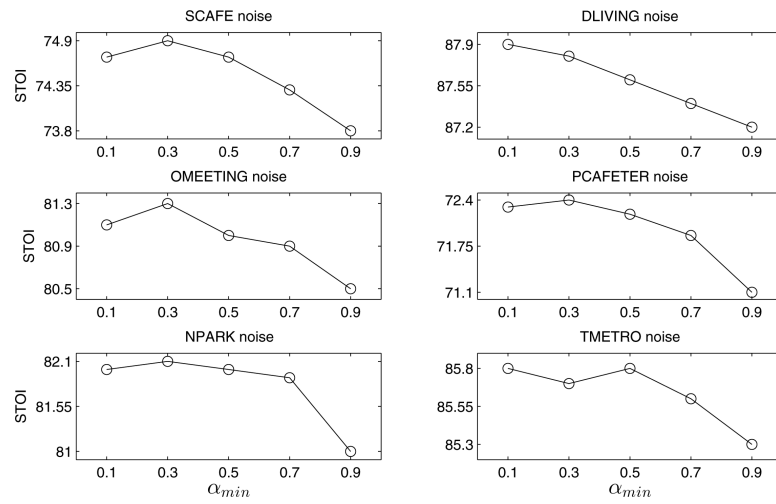 SCAFE noise
STOI
74.9
74.35
73.8
0.1 0.3 0.5 0.7 0.9
DLIVING noise
87.9
87.55
87.2
0.1 0.3 0.5 0.7 0.9
OMEETING noise
STOI
81.3
80.9
80.5
0.1 0.3 0.5 0.7 0.9
PCAFETER noise
72.4
71.75
71.1
0.1 0.3 0.5 0.7 0.9
NPARK noise
STOI
82.1
81.55
81
0.1 0.3 0.5 0.7 0.9
α_min
TMETRO noise
85.8
85.55
85.3
0.1 0.3 0.5 0.7 0.9
α_min